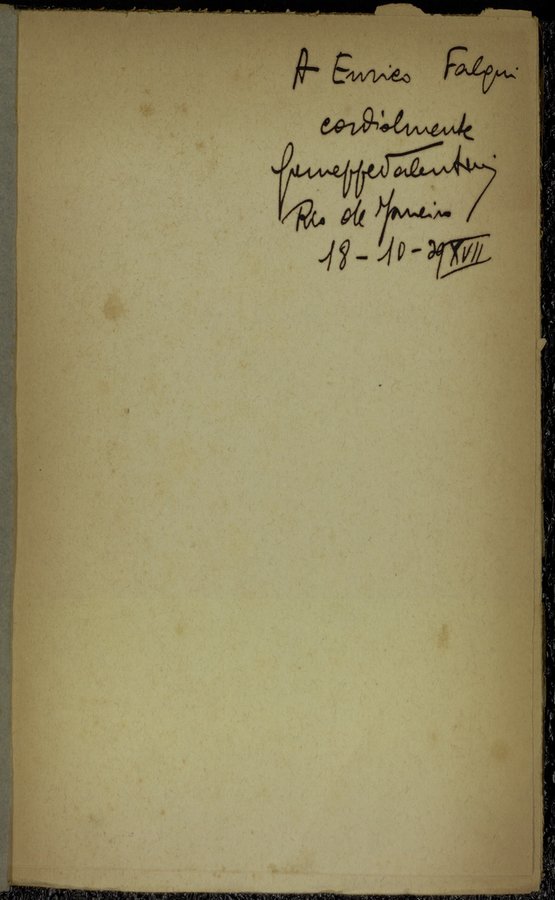 A Enrico Falqui
cordialmente
Giuseppe Valentini
Rio de Janeiro
18-10-39 XVII